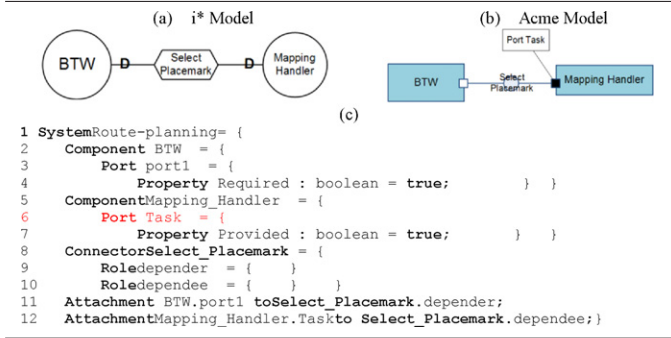 (a) i* Model
(b) Acme Model
BTW
D
Select
Placemark
D
Mapping
Handler
Port Task
BTW
Select
Placemark
Mapping Handler
(c)
1 SystemRoute-planning= {
2 Component BTW = {
3 Port port1 = {
4 Property Required : boolean = true; } }
5 ComponentMapping_Handler = {
6 Port Task = {
7 Property Provided : boolean = true; } }
8 ConnectorSelect_Placemark = {
9 Roledepender = { }
10 Roledependee = { } }
11 Attachment BTW.port1 toSelect_Placemark.depender;
12 AttachmentMapping_Handler.Taskto Select_Placemark.dependee;}